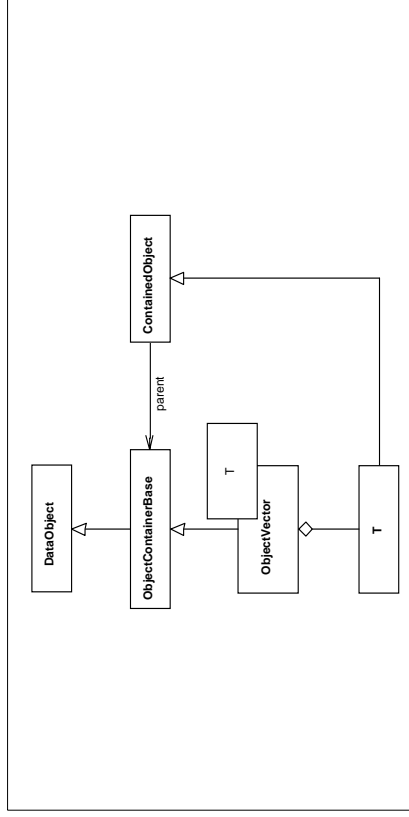 DataObject
ObjectContainerBase
parent
ContainedObject
T
ObjectVector
T